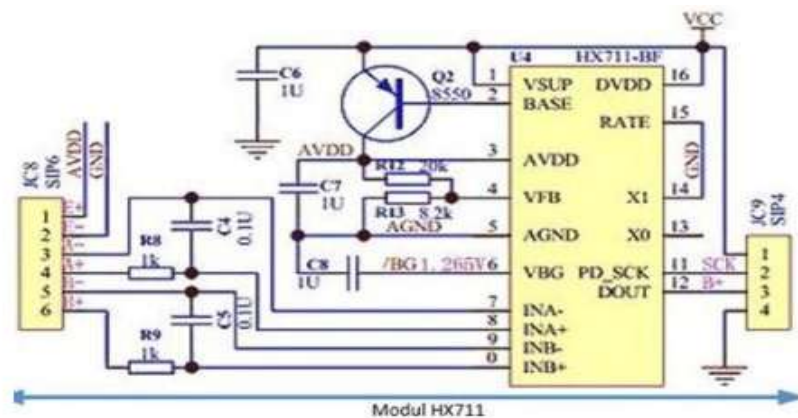 VCC
U4 HX711-BF
C6
1U
Q2
8550
1 VSUP DVDD 16
2 BASE
RATE 15
AVDD
3 AVDD
R12 20k
4 VFB X1 14
GND
C7
1U
R13 8.2k
AGND
5 AGND X0 13
C8
1U
/BG 1.265V 6 VBG PD_SCK 11 SCK
DOUT 12 B+
7 INA-
8 INA+
9 INB-
0 INB+
JC8
SIP6
AVDD
GND
1
2
3 A-
4 A+
5 B-
6 B+
R8
1k
C4
0.1U
R9
1k
C5
0.1U
JC9
SIP4
1
2
3
4
Modul HX711